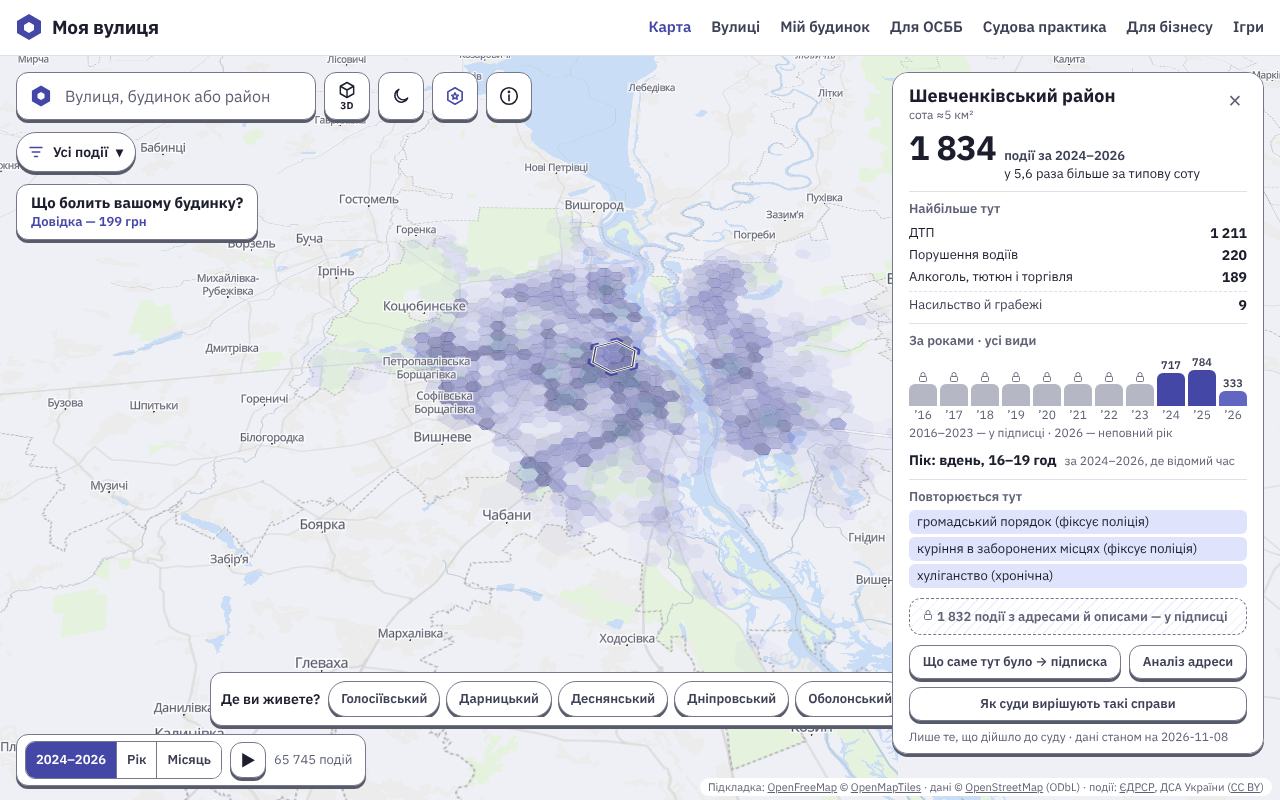 Моя вулиця
Карта
Вулиці
Мій будинок
Для ОСББ
Судова практика
Для бізнесу
Ігри
Мирча
Лісовичі
Калита
Лебедівка
Літки
Вулиця, будинок або район
3D
Усі події ▾
Бабинці
Нові Петрівці
Що болить вашому будинку?
Довідка — 199 грн
Гостомель
Вишгород
Пухівка
Зазим'я
Погреби
Горенка
Буча
Ірпінь
Михайлівка-
Рубежівка
Коцюбинське
Дмитрівка
Петропавлівська
Борщагівка
Софіївська
Борщагівка
Бузова
Шпитьки
Гореничі
Білогородка
Вишневе
Музичі
Чабани
Боярка
Гнідин
Забір'я
Мархалівка
Ходосівка
Глеваха
Данилівка
Де ви живете?
Голосіївський
Дарницький
Деснянський
Дніпровський
Оболонський
2024–2026
Рік
Місяць
65 745 подій
Шевченківський район
сота ≈5 км²
1 834 події за 2024–2026
у 5,6 раза більше за типову соту
Найбільше тут
ДТП 1 211
Порушення водіїв 220
Алкоголь, тютюн і торгівля 189
Насильство й грабежі 9
За роками · усі види
717 784 333
'16 '17 '18 '19 '20 '21 '22 '23 '24 '25 '26
2016–2023 — у підписці · 2026 — неповний рік
Пік: вдень, 16–19 год за 2024–2026, де відомий час
Повторюється тут
громадський порядок (фіксує поліція)
куріння в заборонених місцях (фіксує поліція)
хуліганство (хронічна)
1 832 події з адресами й описами — у підписці
Що саме тут було → підписка
Аналіз адреси
Як суди вирішують такі справи
Лише те, що дійшло до суду · дані станом на 2026-11-08
Підкладка: OpenFreeMap © OpenMapTiles · дані © OpenStreetMap (ODbL) · події: ЄДРСР, ДСА України (CC BY)